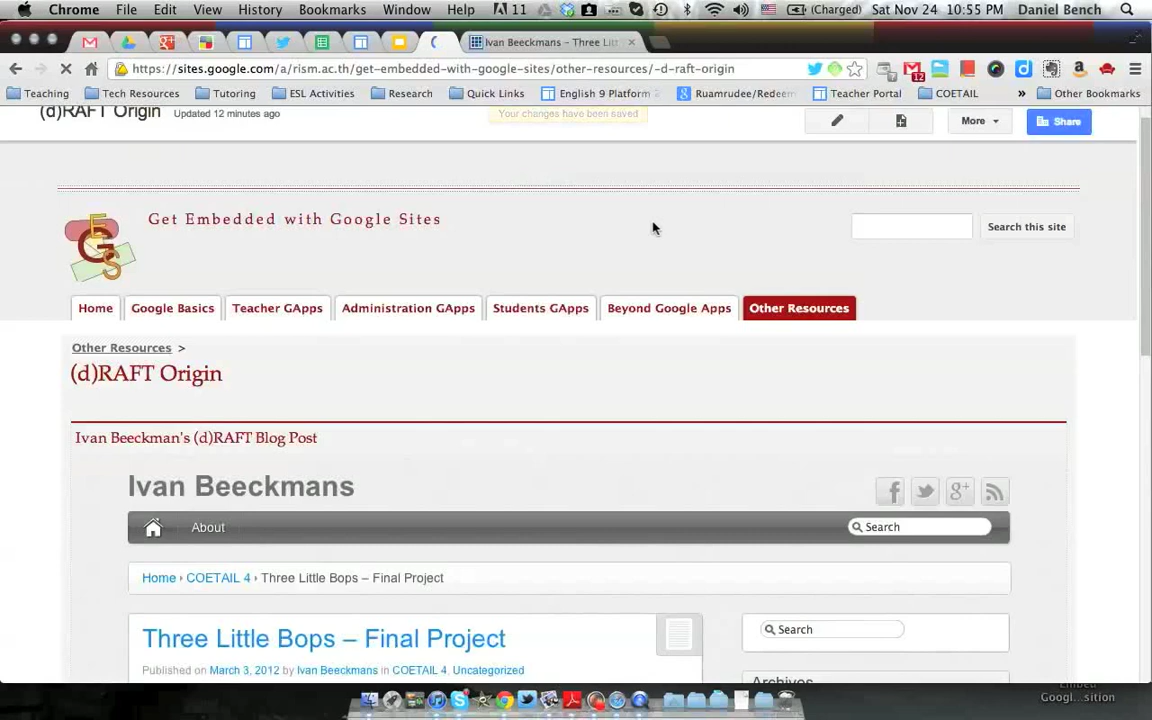 Chrome File Edit View History Bookmarks Window Help 11 (Charged) Sat Nov 24 10:55 PM Daniel Bench
Ivan Beeckmans – Three Litt
https://sites.google.com/a/rism.ac.th/get-embedded-with-google-sites/other-resources/-d-raft-origin 12
Teaching Tech Resources Tutoring ESL Activities Research Quick Links English 9 Platform Ruamrudee/Redeem Teacher Portal COETAIL » Other Bookmarks
(d)RAFT Origin Updated 12 minutes ago Your changes have been saved More Share
Get Embedded with Google Sites Search this site
E G S
Home Google Basics Teacher GApps Administration GApps Students GApps Beyond Google Apps Other Resources
Other Resources >
(d)RAFT Origin
Ivan Beeckman's (d)RAFT Blog Post
Ivan Beeckmans
About Search
Home › COETAIL 4 › Three Little Bops – Final Project
Three Little Bops – Final Project
Search
Published on March 3, 2012 by Ivan Beeckmans in COETAIL 4, Uncategorized
Archives
Embed
Googl...sition